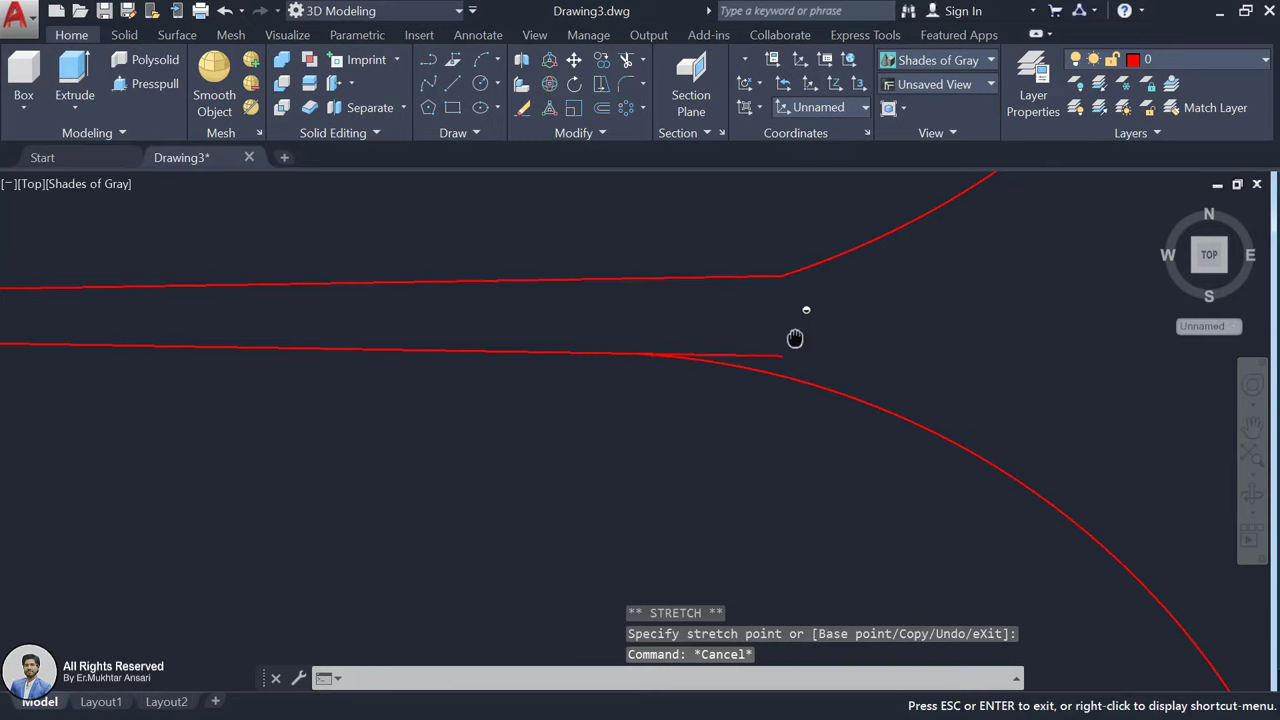 3D Modeling
Drawing3.dwg
Type a keyword or phrase
Sign In
Home Solid Surface Mesh Visualize Parametric Insert Annotate View Manage Output Add-ins Collaborate Express Tools Featured Apps
Box
Extrude
Polysolid
Presspull
Smooth
Object
Imprint
Separate
Section
Plane
Unnamed
Shades of Gray
Unsaved View
Layer
Properties
0
Match Layer
Modeling
Mesh
Solid Editing
Draw
Modify
Section
Coordinates
View
Layers
Start
Drawing3*
[−][Top][Shades of Gray]
N
W TOP E
S
Unnamed
** STRETCH **
Specify stretch point or [Base point/Copy/Undo/eXit]:
Command: *Cancel*
All Rights Reserved
By Er.Mukhtar Ansari
Model Layout1 Layout2
Press ESC or ENTER to exit, or right-click to display shortcut-menu.